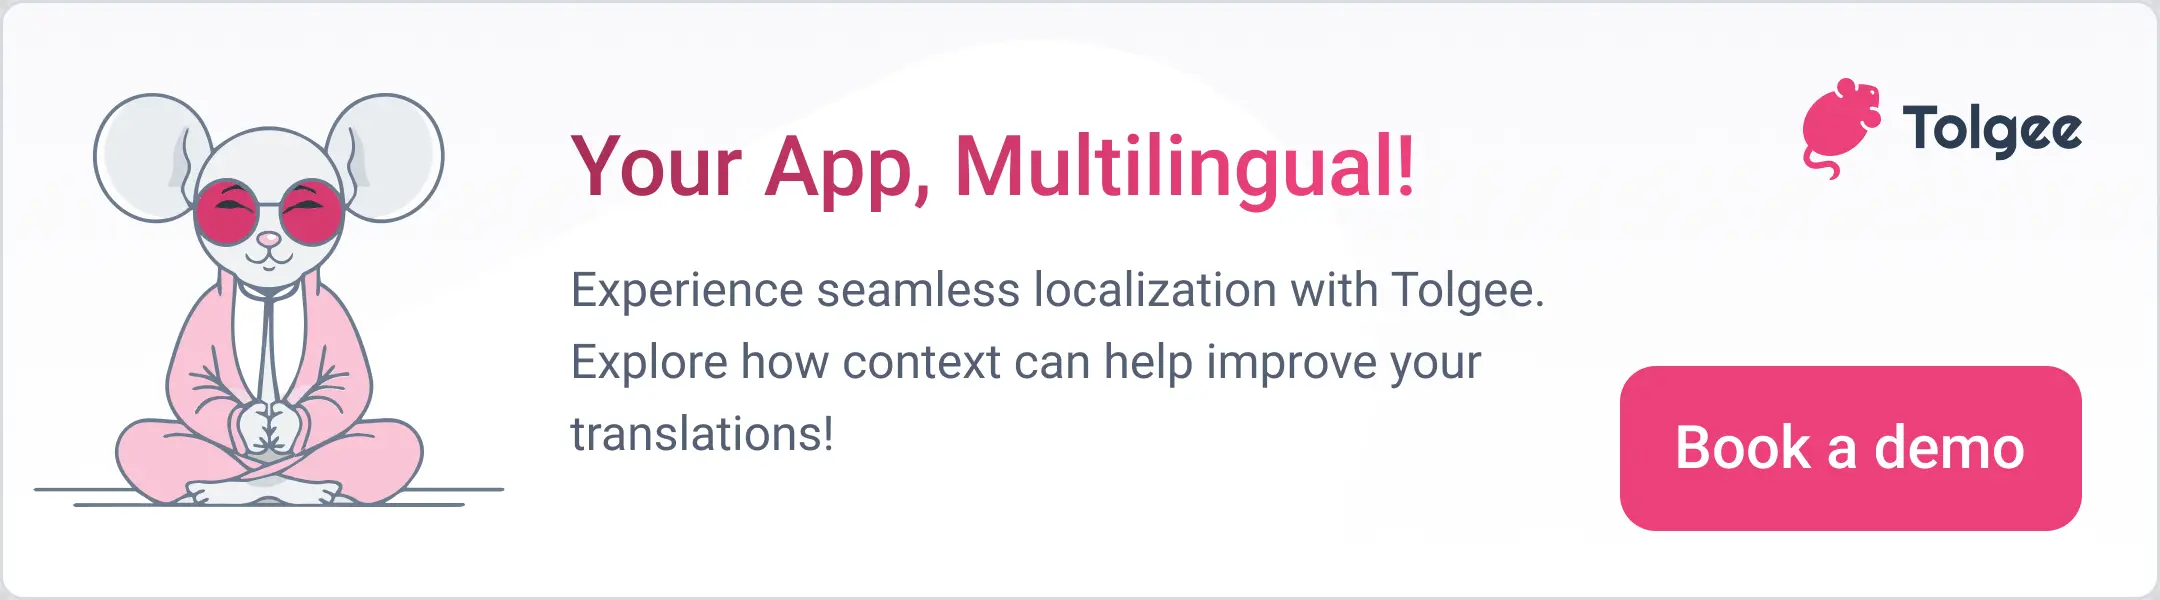 Your App, Multilingual!
Tolgee
Experience seamless localization with Tolgee.
Explore how context can help improve your
translations!
Book a demo